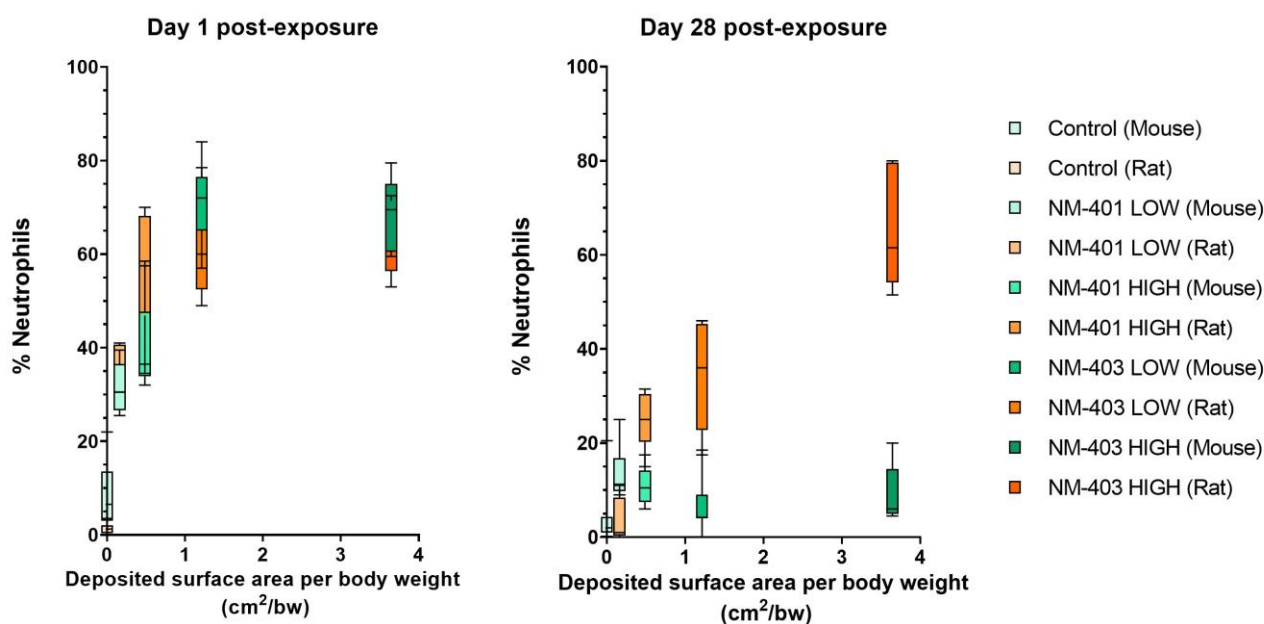 Day 1 post-exposure
100
80
60
40
20
0
% Neutrophils
0 1 2 3 4
Deposited surface area per body weight
(cm²/bw)
Day 28 post-exposure
100
80
60
40
20
0
% Neutrophils
0 1 2 3 4
Deposited surface area per body weight
(cm²/bw)
Control (Mouse)
Control (Rat)
NM-401 LOW (Mouse)
NM-401 LOW (Rat)
NM-401 HIGH (Mouse)
NM-401 HIGH (Rat)
NM-403 LOW (Mouse)
NM-403 LOW (Rat)
NM-403 HIGH (Mouse)
NM-403 HIGH (Rat)